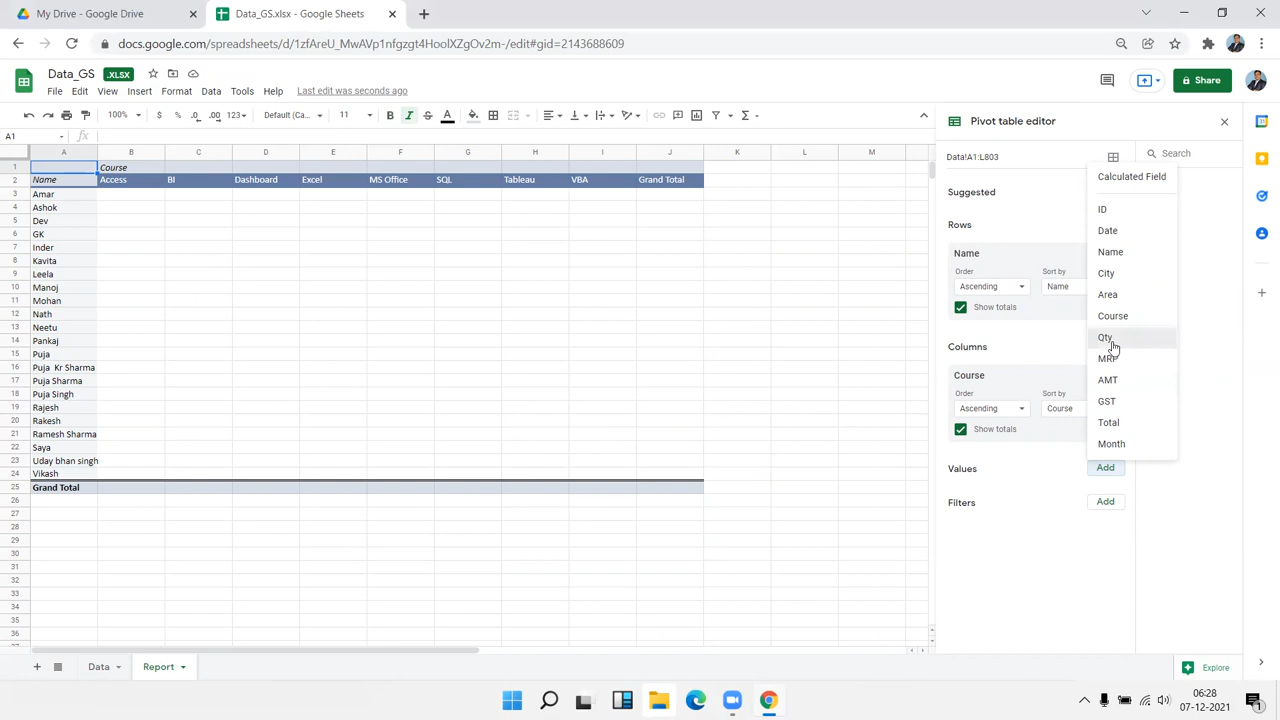 My Drive - Google Drive
Data_GS.xlsx - Google Sheets
docs.google.com/spreadsheets/d/1zfAreU_MwAVp1nfgzgt4HoolXZgOv2m-/edit#gid=2143688609
Data_GS .XLSX
Share
File Edit View Insert Format Data Tools Help Last edit was seconds ago
100% $ % .0 .00 123 Default (Ca... 11 B I S A
A1 fx
A B C D E F G H I J K L M
1 Course
2 Name Access BI Dashboard Excel MS Office SQL Tableau VBA Grand Total
3 Amar
4 Ashok
5 Dev
6 GK
7 Inder
8 Kavita
9 Leela
10 Manoj
11 Mohan
12 Nath
13 Neetu
14 Pankaj
15 Puja
16 Puja Kr Sharma
17 Puja Sharma
18 Puja Singh
19 Rajesh
20 Rakesh
21 Ramesh Sharma
22 Saya
23 Uday bhan singh
24 Vikash
25 Grand Total
26
27
28
29
30
31
32
33
34
35
36
Pivot table editor
Data!A1:L803
Search
Suggested
Rows
Name
Order Sort by
Ascending Name
Show totals
Columns
Course
Order Sort by
Ascending Course
Show totals
Values Add
Filters Add
Calculated Field
ID
Date
Name
City
Area
Course
Qty
MRP
AMT
GST
Total
Month
Data Report
Explore
06:28
07-12-2021
1